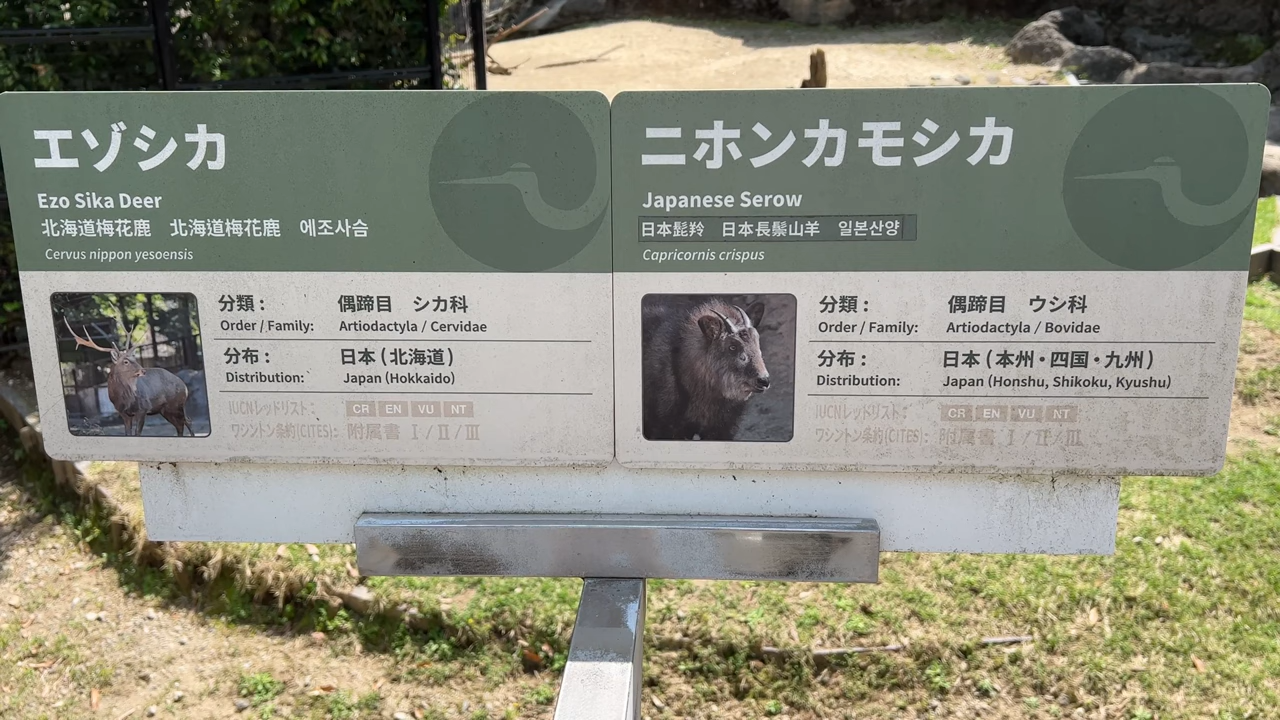 エゾシカ
Ezo Sika Deer
北海道梅花鹿 北海道梅花鹿 에조사슴
Cervus nippon yesoensis
分類： 偶蹄目 シカ科
Order / Family: Artiodactyla / Cervidae
分布： 日本（北海道）
Distribution: Japan (Hokkaido)
IUCNレッドリスト： CR EN VU NT
ワシントン条約(CITES)： 附属書 Ⅰ / Ⅱ / Ⅲ
ニホンカモシカ
Japanese Serow
日本髭羚 日本長鬃山羊 일본산양
Capricornis crispus
分類： 偶蹄目 ウシ科
Order / Family: Artiodactyla / Bovidae
分布： 日本（本州・四国・九州）
Distribution: Japan (Honshu, Shikoku, Kyushu)
IUCNレッドリスト： CR EN VU NT
ワシントン条約(CITES)： 附属書 Ⅰ / Ⅱ / Ⅲ